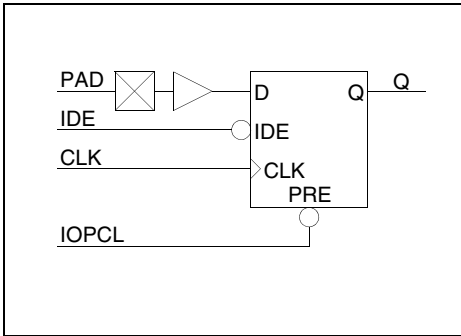 PAD
D Q Q
IDE
IDE
CLK
CLK
PRE
IOPCL